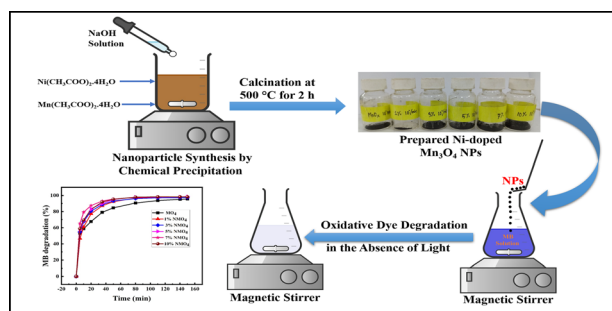 NaOH
Solution
Ni(CH3COO)2.4H2O
Mn(CH3COO)2.4H2O
Nanoparticle Synthesis by
Chemical Precipitation
Calcination at
500 °C for 2 h
Prepared Ni-doped
Mn3O4 NPs
NPs
MB
Solution
Magnetic Stirrer
Oxidative Dye Degradation
in the Absence of Light
Magnetic Stirrer
MB degradation (%)
100
80
60
40
20
0
-20 0 20 40 60 80 100 120 140 160
Time (min)
MO4
1% NMO4
3% NMO4
5% NMO4
7% NMO4
10% NMO4